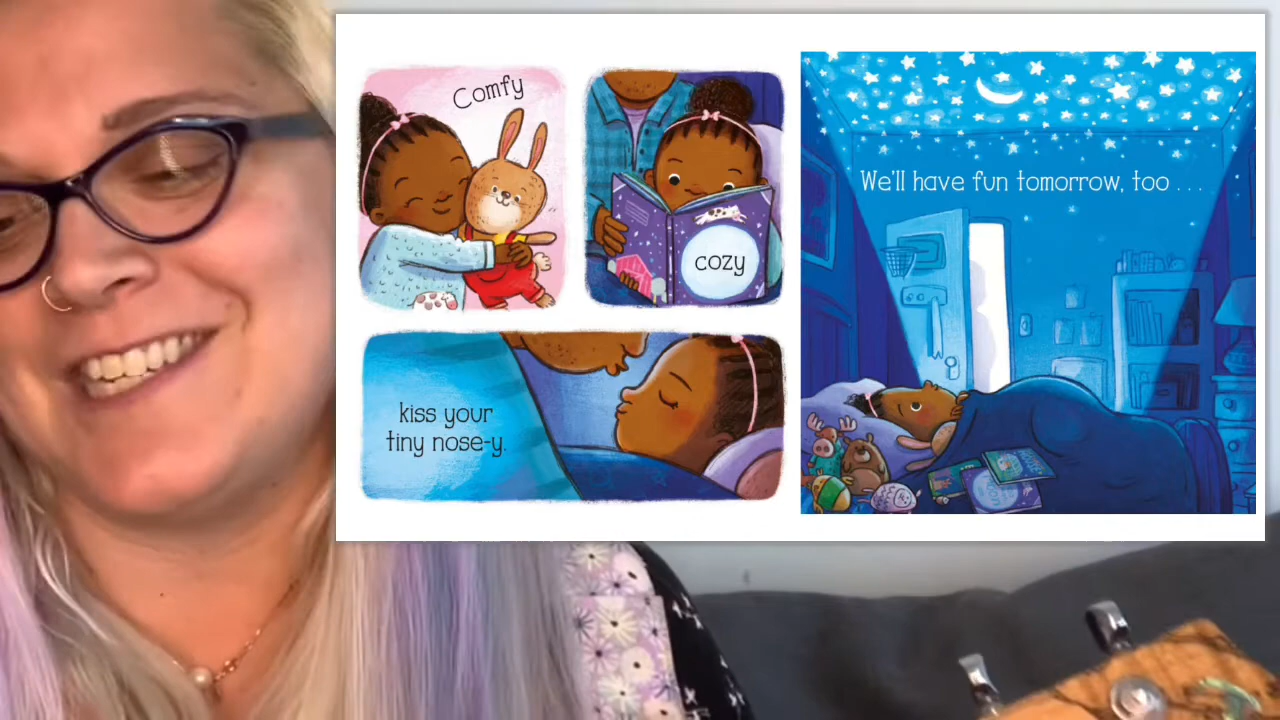 Comfy
cozy
kiss your
tiny nose-y.
We'll have fun tomorrow, too . . .